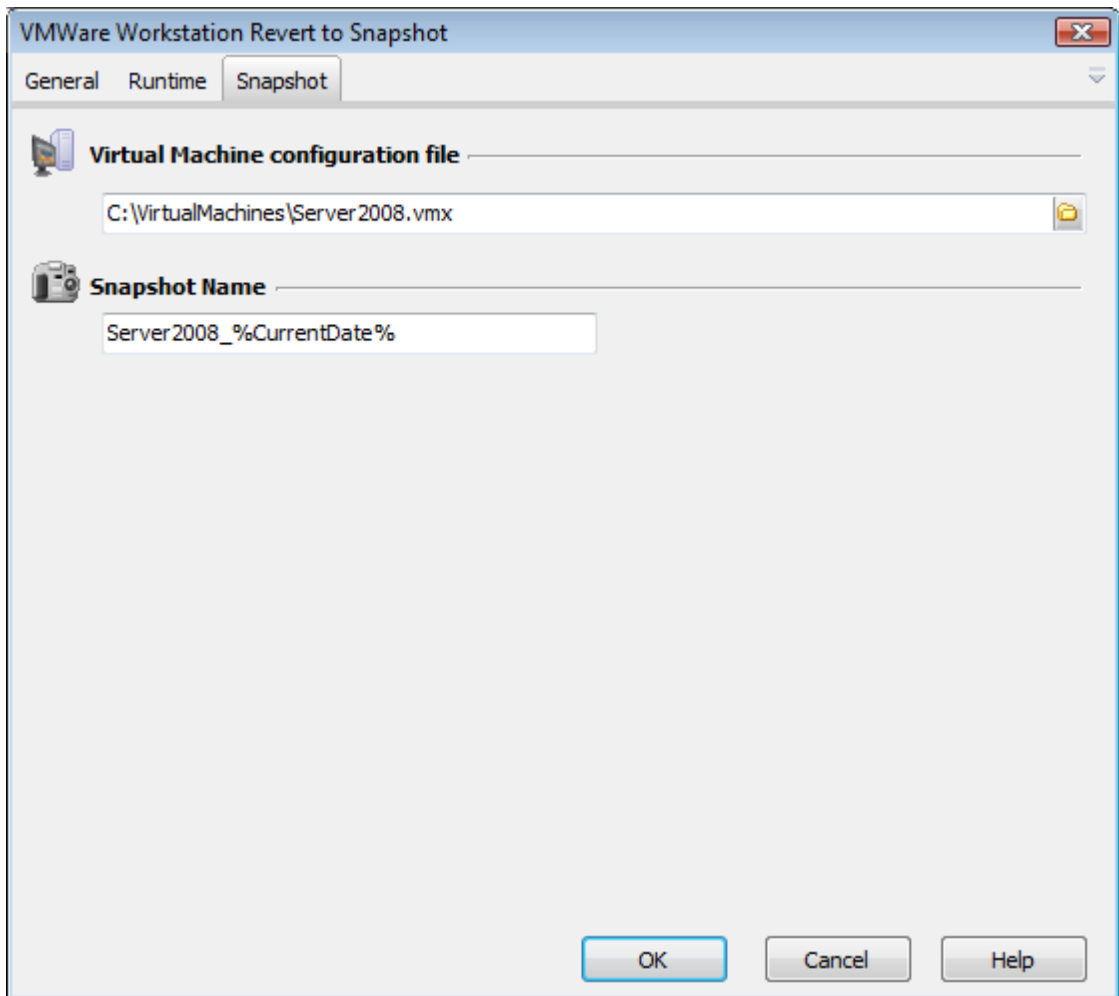 VMWare Workstation Revert to Snapshot
General Runtime Snapshot
Virtual Machine configuration file
C:\VirtualMachines\Server2008.vmx
Snapshot Name
Server2008_%CurrentDate%
OK Cancel Help